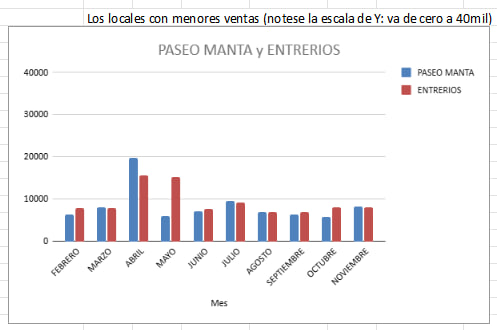 Los locales con menores ventas (notese la escala de Y: va de cero a 40mil)
PASEO MANTA y ENTRERIOS
PASEO MANTA
ENTRERIOS
40000
30000
20000
10000
0
FEBRERO
MARZO
ABRIL
MAYO
JUNIO
JULIO
AGOSTO
SEPTIEMBRE
OCTUBRE
NOVIEMBRE
Mes